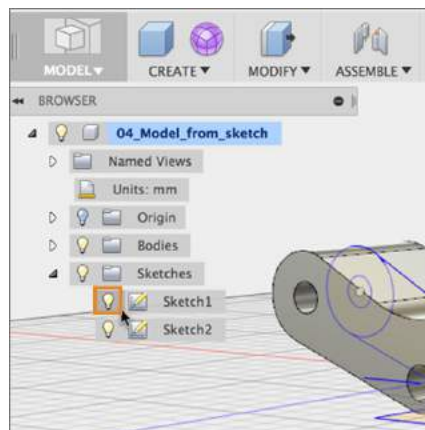 MODEL▼ CREATE▼ MODIFY▼ ASSEMBLE▼
BROWSER
04_Model_from_sketch
Named Views
Units: mm
Origin
Bodies
Sketches
Sketch1
Sketch2